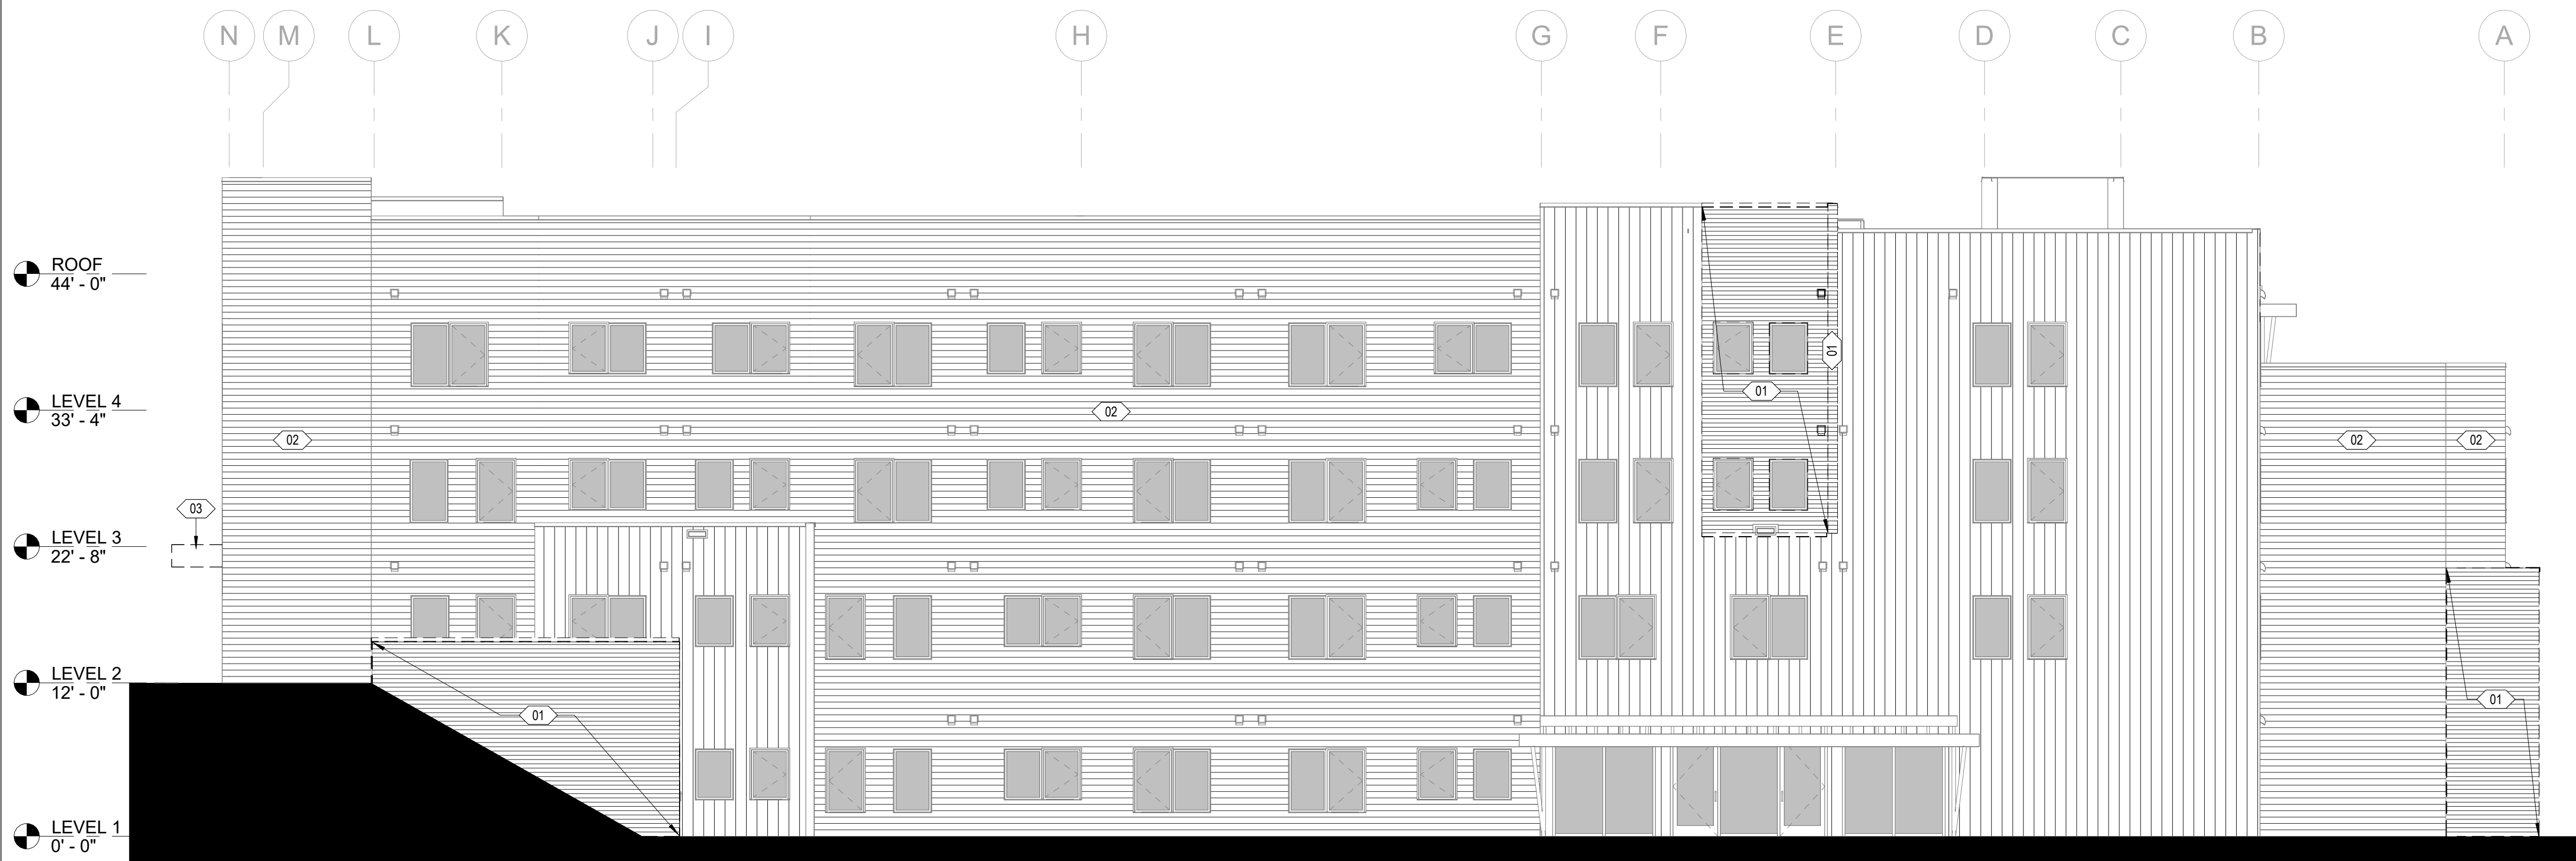 N
M
L
K
J
I
H
G
F
E
D
C
B
A
ROOF
44' - 0"
01
01
LEVEL 4
33' - 4"
02
02
02
02
03
LEVEL 3
22' - 8"
LEVEL 2
12' - 0"
01
01
LEVEL 1
0' - 0"